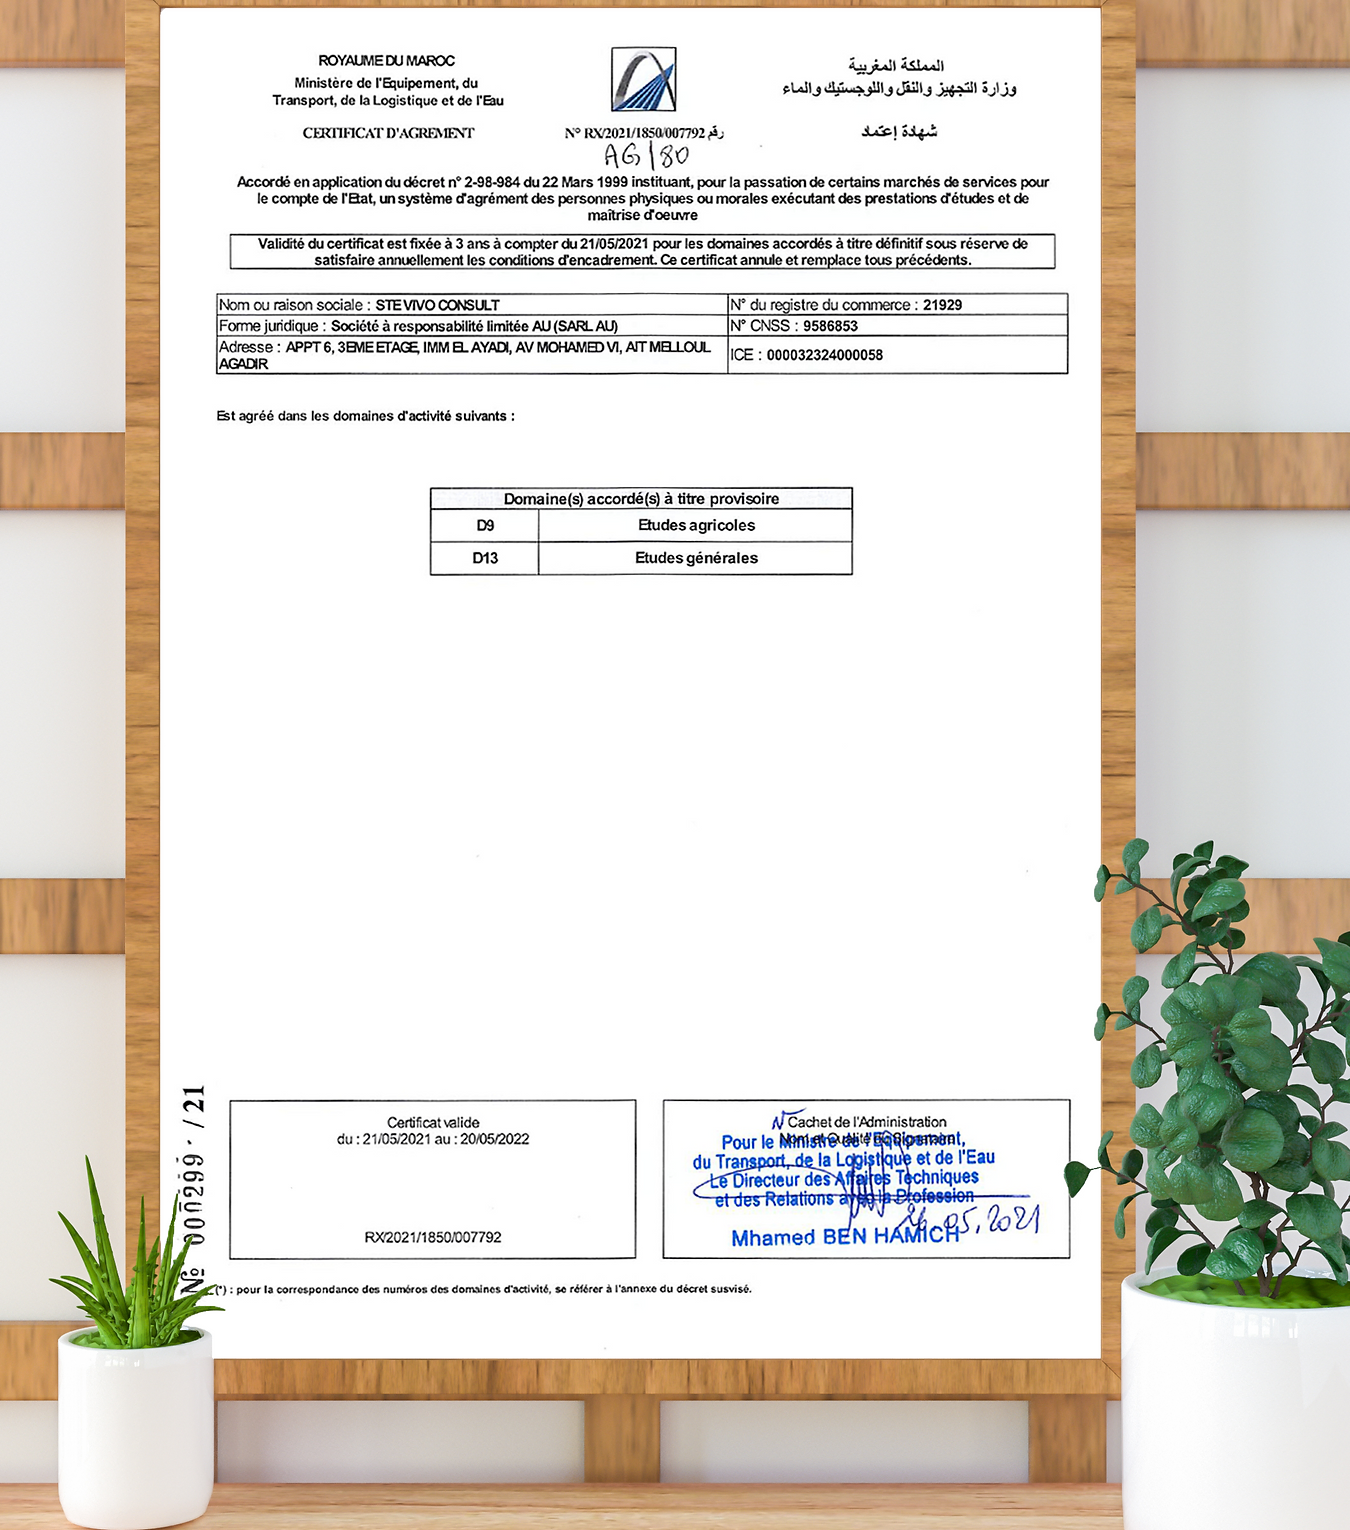 ROYAUME DU MAROC
Ministère de l'Equipement, du
Transport, de la Logistique et de l'Eau
CERTIFICAT D'AGREMENT
المملكة المغربية
وزارة التجهيز والنقل واللوجستيك والماء
شهادة إعتماد
N° RX/2021/1850/007792 رقم
AG/80
Accordé en application du décret n° 2-98-984 du 22 Mars 1999 instituant, pour la passation de certains marchés de services pour
le compte de l'Etat, un système d'agrément des personnes physiques ou morales exécutant des prestations d'études et de
maîtrise d'oeuvre
Validité du certificat est fixée à 3 ans à compter du 21/05/2021 pour les domaines accordés à titre définitif sous réserve de
satisfaire annuellement les conditions d'encadrement. Ce certificat annule et remplace tous précédents.
Nom ou raison sociale : STE VIVO CONSULT
N° du registre du commerce : 21929
Forme juridique : Société à responsabilité limitée AU (SARL AU)
N° CNSS : 9586853
Adresse : APPT 6, 3EME ETAGE, IMM EL AYADI, AV MOHAMED VI, AIT MELLOUL
AGADIR
ICE : 000032324000058
Est agréé dans les domaines d'activité suivants :
Domaine(s) accordé(s) à titre provisoire
D9 Etudes agricoles
D13 Etudes générales
Certificat valide
du : 21/05/2021 au : 20/05/2022
RX/2021/1850/007792
Cachet de l'Administration
Nom et Qualité du Signataire
Pour le Ministre de l'Equipement,
du Transport, de la Logistique et de l'Eau
Le Directeur des Affaires Techniques
et des Relations avec la Profession
Mhamed BEN HAMICH
26.05.2021
N° 000299 /21
(*) : pour la correspondance des numéros des domaines d'activité, se référer à l'annexe du décret susvisé.